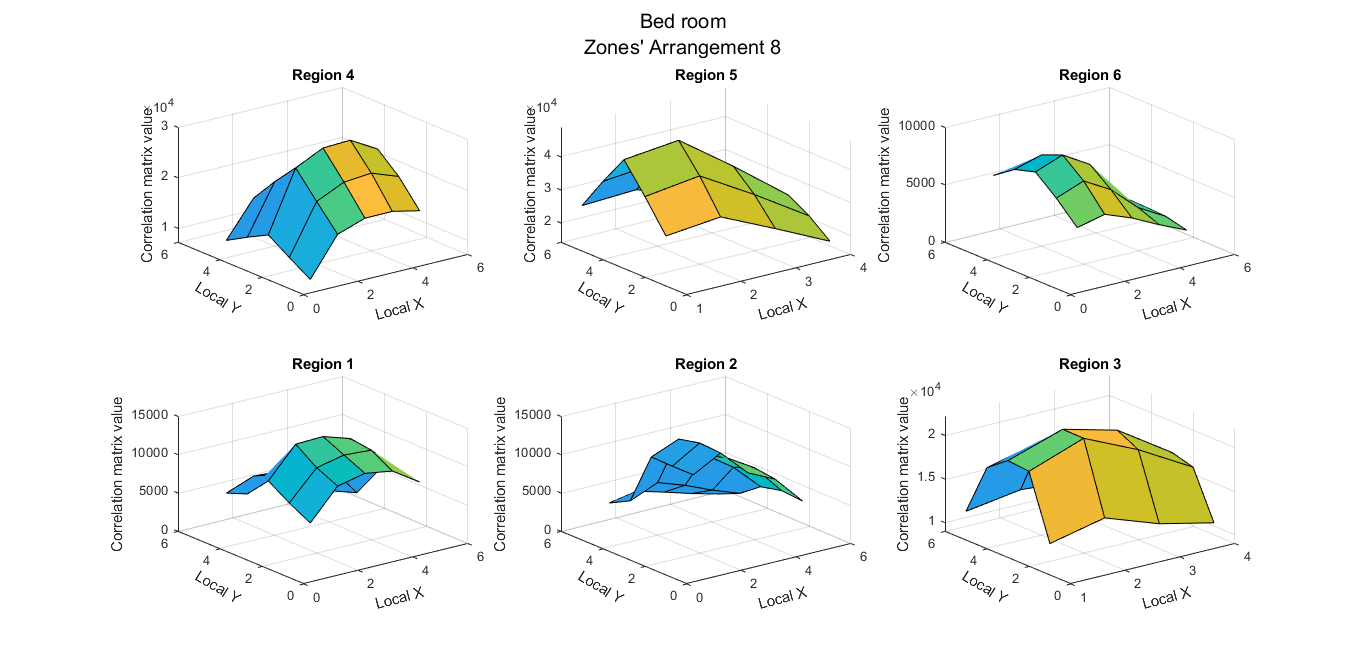 Bed room
Zones' Arrangement 8
Region 4
×10^4
Correlation matrix value
3
2
1
6
4
2
0
Local Y
0
2
4
6
Local X
Region 5
×10^4
Correlation matrix value
4
3
2
6
4
2
0
Local Y
1
2
3
4
Local X
Region 6
Correlation matrix value
10000
5000
0
6
4
2
0
Local Y
0
2
4
6
Local X
Region 1
Correlation matrix value
15000
10000
5000
0
6
4
2
0
Local Y
0
2
4
6
Local X
Region 2
Correlation matrix value
15000
10000
5000
0
6
4
2
0
Local Y
0
2
4
6
Local X
Region 3
×10^4
Correlation matrix value
2
1.5
1
6
4
2
0
Local Y
1
2
3
4
Local X